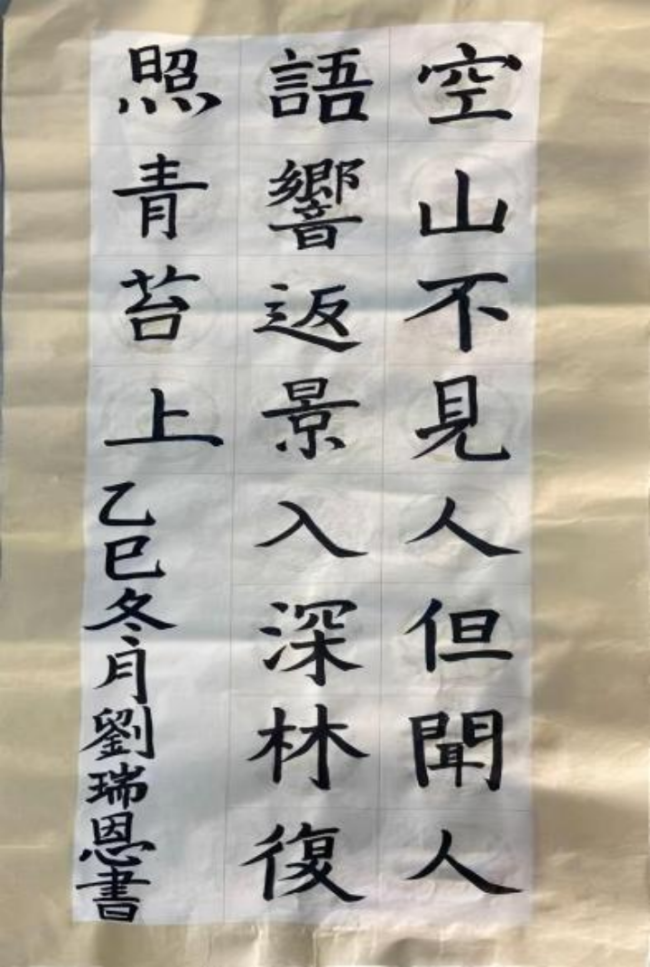 空山不見人但聞人
語響返景入深林復
照青苔上
乙巳冬月劉瑞恩書